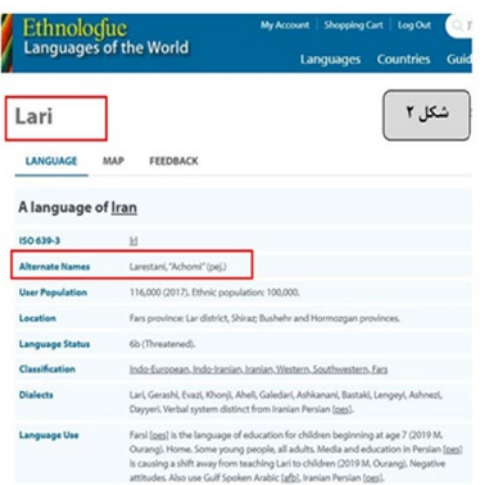 Ethnologue
Languages of the World
My Account Shopping Cart Log Out
Languages Countries Guid
Lari
شکل ۲
LANGUAGE MAP FEEDBACK
A language of Iran
ISO 639-3 lrl
Alternate Names Larestani, "Achomi" (pej.)
User Population 116,000 (2017). Ethnic population: 100,000.
Location Fars province: Lar district, Shiraz; Bushehr and Hormozgan provinces.
Language Status 6b (Threatened).
Classification Indo-European, Indo-Iranian, Iranian, Western, Southwestern, Fars
Dialects Lari, Gerashi, Evazi, Khonji, Aheli, Galedari, Ashkanani, Bastaki, Lengeyi, Ashnezi,
Dayyeri. Verbal system distinct from Iranian Persian [pes].
Language Use Farsi [pes] is the language of education for children beginning at age 7 (2019 M.
Ourang). Home. Some young people, all adults. Media and education in Persian [pes]
is causing a shift away from teaching Lari to children (2019 M. Ourang). Negative
attitudes. Also use Gulf Spoken Arabic [afb], Iranian Persian [pes].